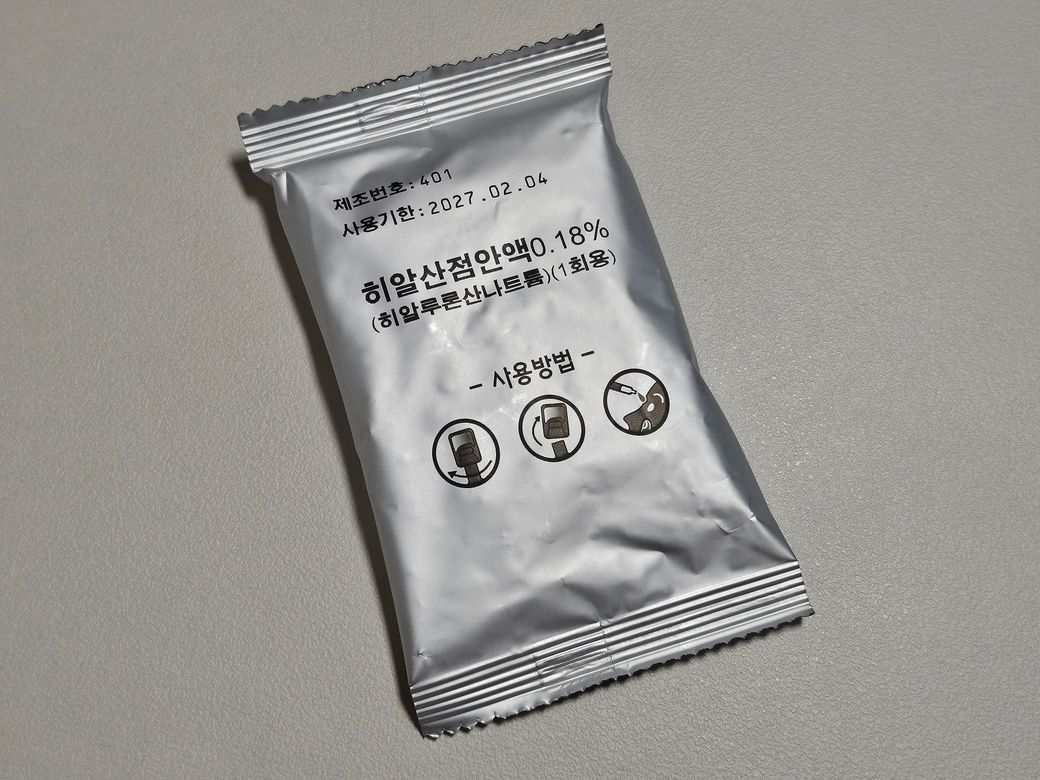 제조번호:401
사용기한:2027.02.04
히알산점안액0.18%
(히알루론산나트륨)(1회용)
- 사용방법 -